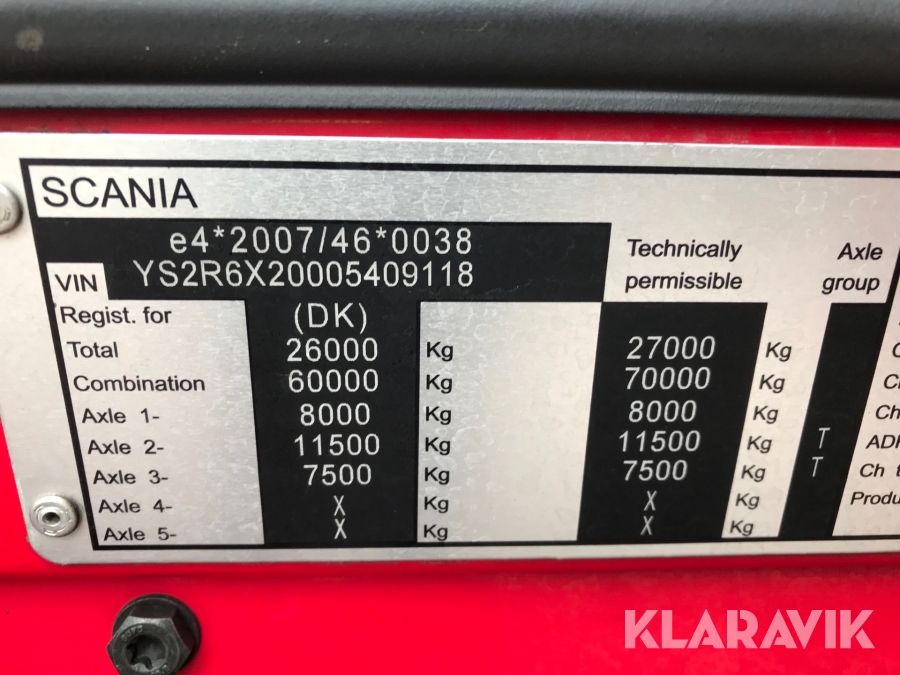 SCANIA
e4*2007/46*0038
VIN YS2R6X20005409118
Technically permissible
Axle group
Regist. for (DK)
Total 26000 Kg 27000 Kg
Combination 60000 Kg 70000 Kg
Axle 1- 8000 Kg 8000 Kg
Axle 2- 11500 Kg 11500 Kg T
Axle 3- 7500 Kg 7500 Kg T
Axle 4- X Kg X Kg
Axle 5- X Kg X Kg
Ch
Ch t
KLARAVIK